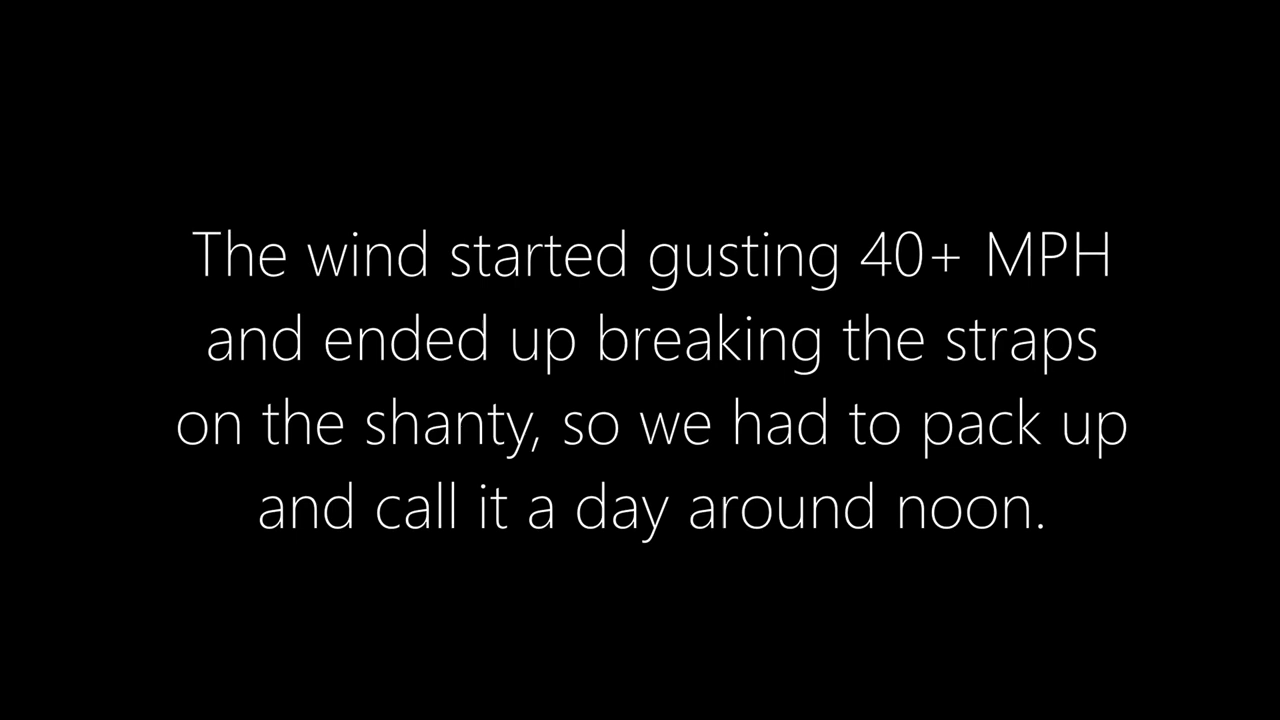 The wind started gusting 40+ MPH
and ended up breaking the straps
on the shanty, so we had to pack up
and call it a day around noon.